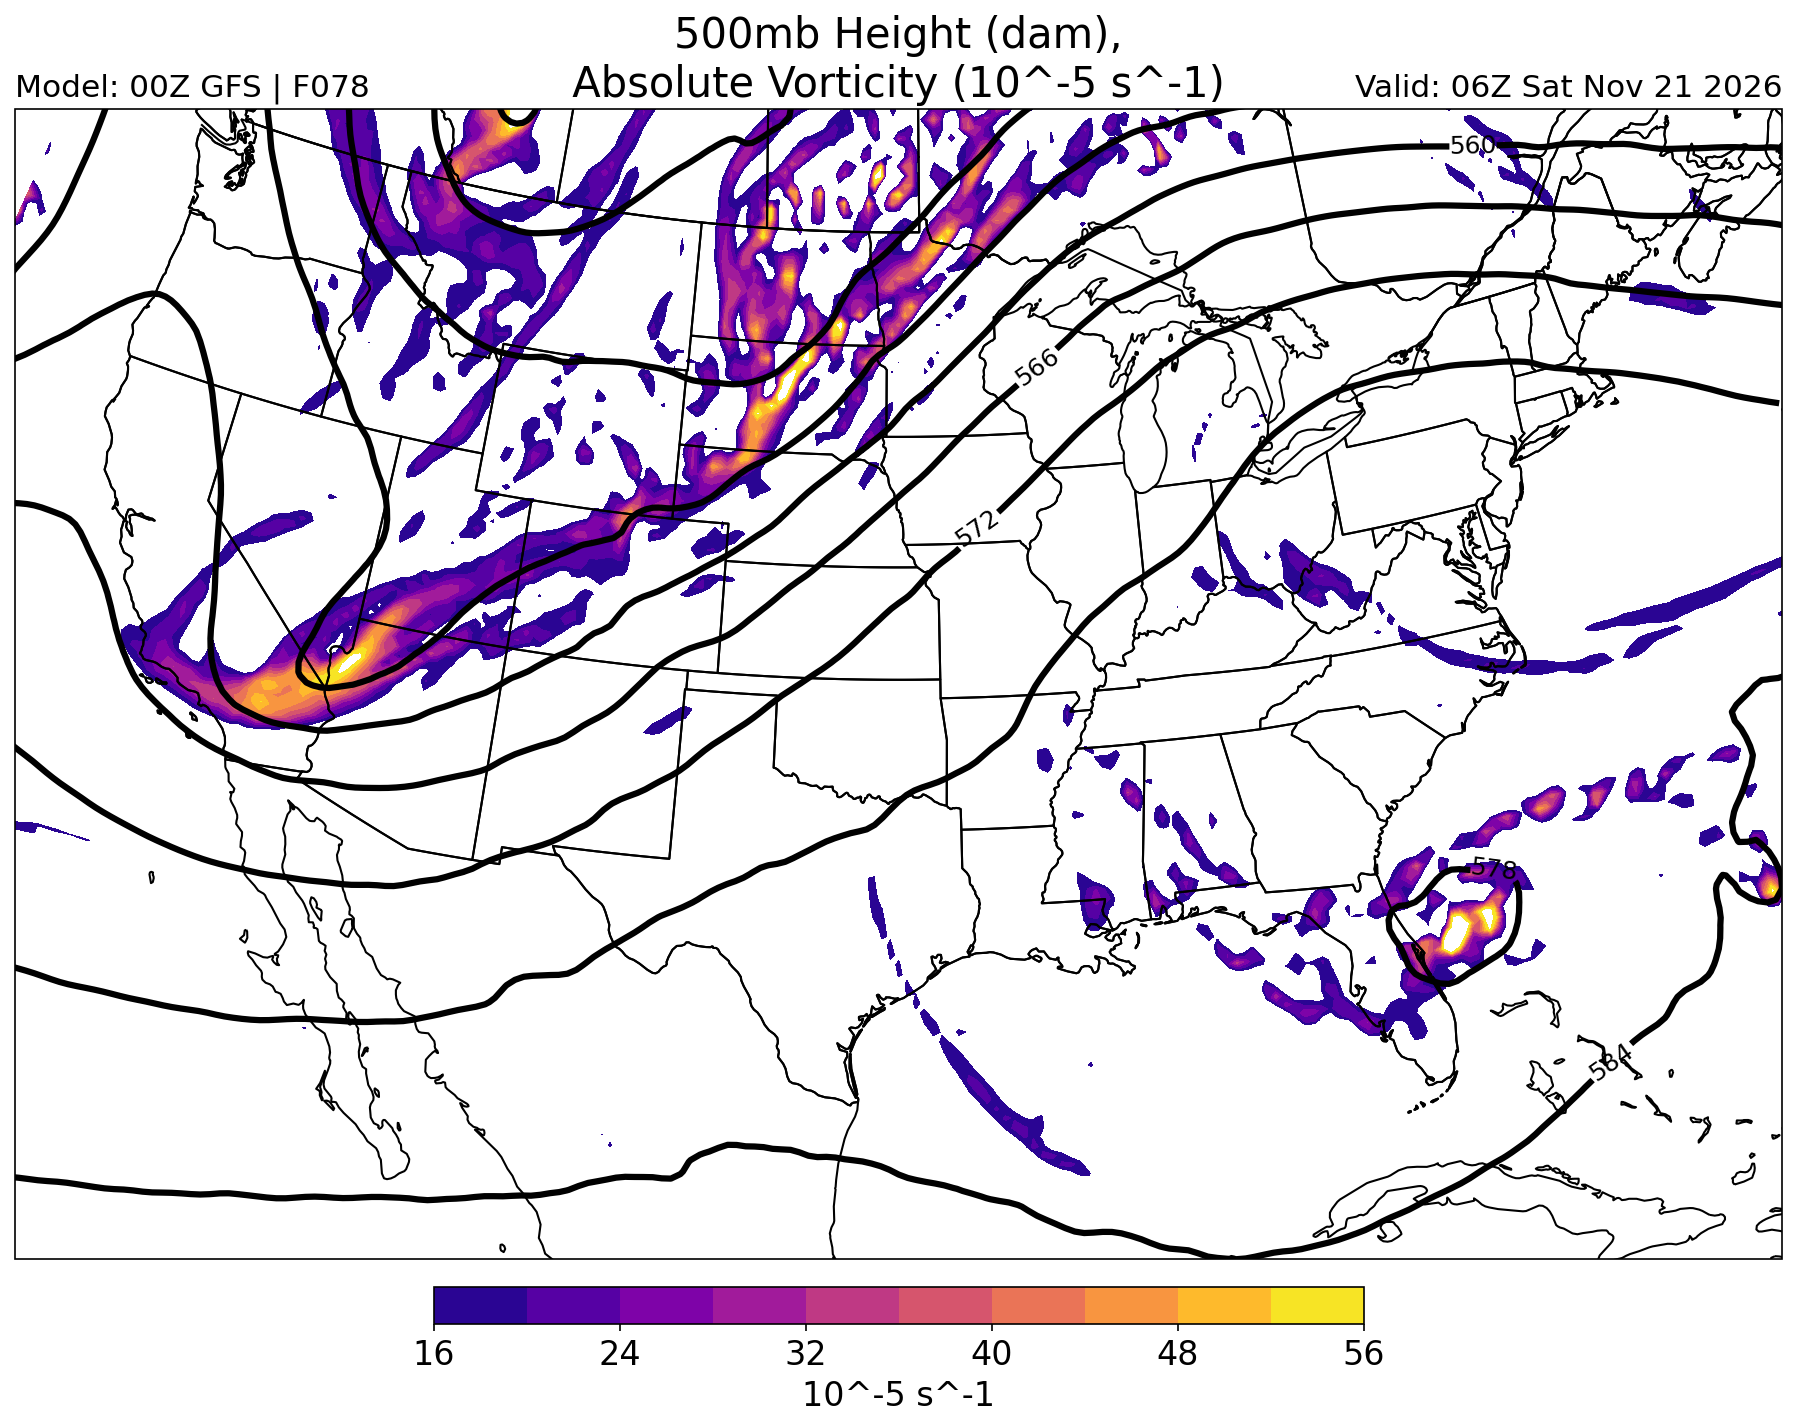 500mb Height (dam),
Model: 00Z GFS | F078
Absolute Vorticity (10^-5 s^-1)
Valid: 06Z Sat Nov 21 2026
560
566
572
578
584
16 24 32 40 48 56
10^-5 s^-1